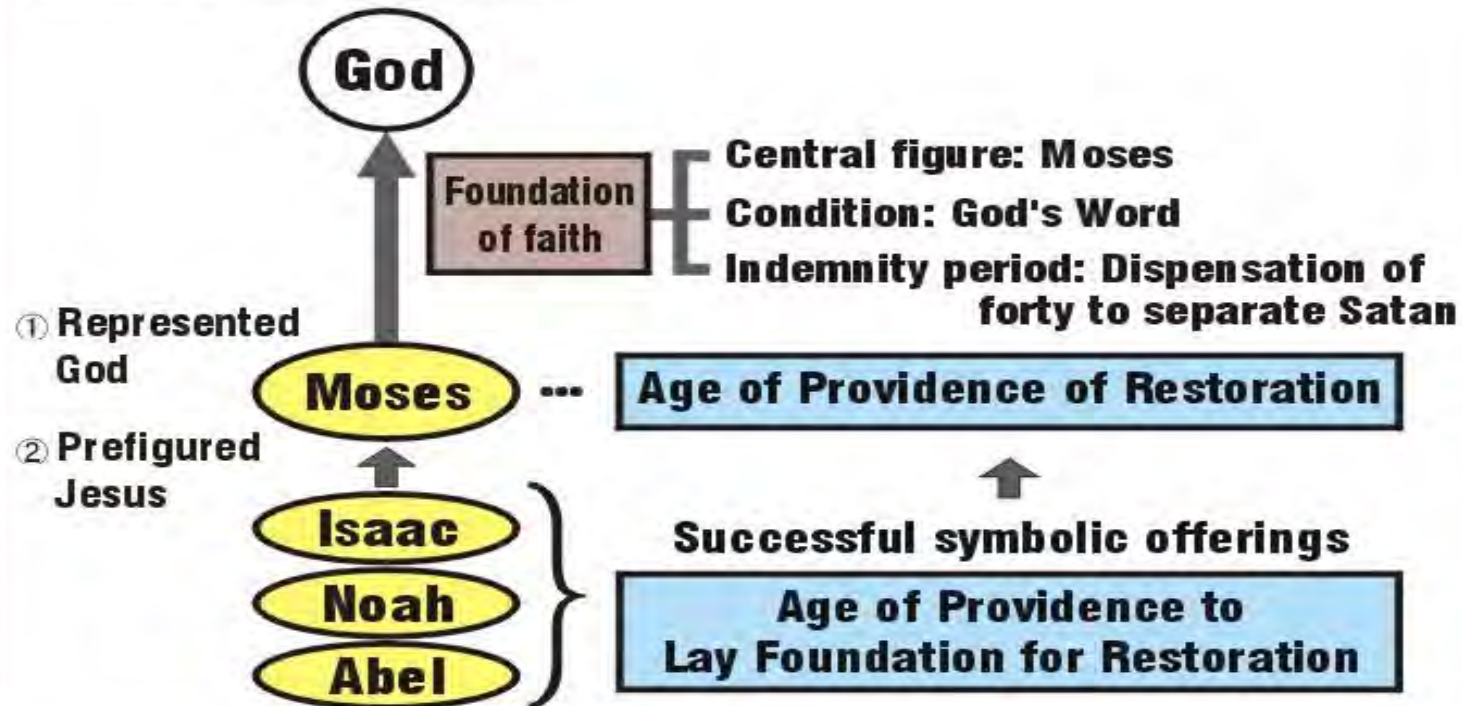 God
Foundation
of faith
Central figure: Moses
Condition: God's Word
Indemnity period: Dispensation of
forty to separate Satan
① Represented
God
② Prefigured
Jesus
Moses
...
Age of Providence of Restoration
Isaac
Noah
Abel
Successful symbolic offerings
Age of Providence to
Lay Foundation for Restoration